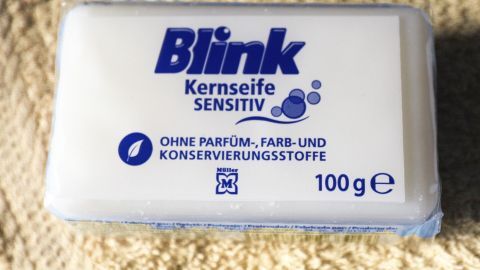 Blink
Kernseife
SENSITIV
OHNE PARFÜM-, FARB- UND
KONSERVIERUNGSSTOFFE
Müller
M
100 g ℮